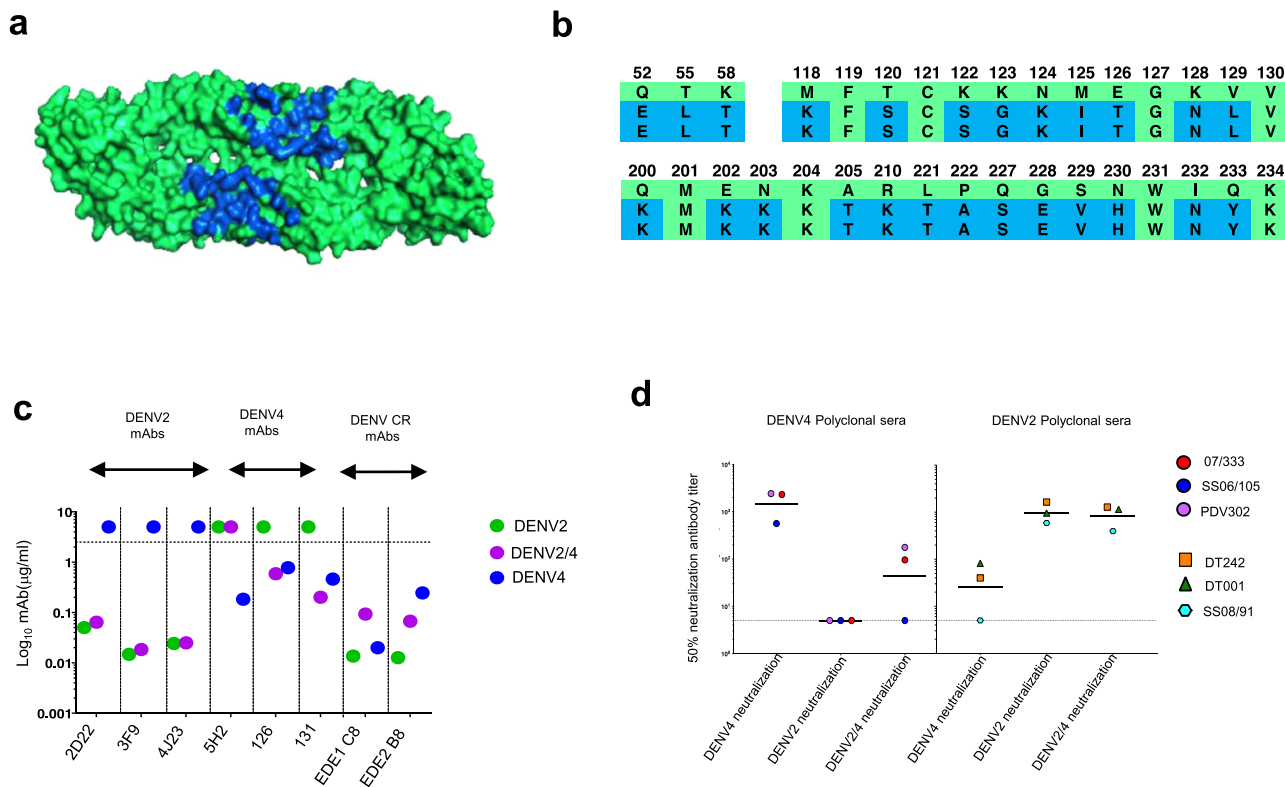 a
b
52 55 58 118 119 120 121 122 123 124 125 126 127 128 129 130
Q T K M F T C K K N M E G K V V
E L T K F S C S G K I T G N L V
E L T K F S C S G K I T G N L V
200 201 202 203 204 205 210 221 222 227 228 229 230 231 232 233 234
Q M E N K A R L P Q G S N W I Q K
K M K K K T K T A S E V H W N Y K
K M K K K T K T A S E V H W N Y K
c
DENV2 mAbs
DENV4 mAbs
DENV CR mAbs
Log10 mAb(µg/ml)
10
1
0.1
0.01
0.001
2D22
3F9
4J23
5H2
126
131
EDE1 C8
EDE2 B8
DENV2
DENV2/4
DENV4
d
DENV4 Polyclonal sera
DENV2 Polyclonal sera
50% neutralization antibody titer
10⁴
10³
10²
10¹
10⁰
DENV4 neutralization
DENV2 neutralization
DENV2/4 neutralization
DENV4 neutralization
DENV2 neutralization
DENV2/4 neutralization
07/333
SS06/105
PDV302
DT242
DT001
SS08/91